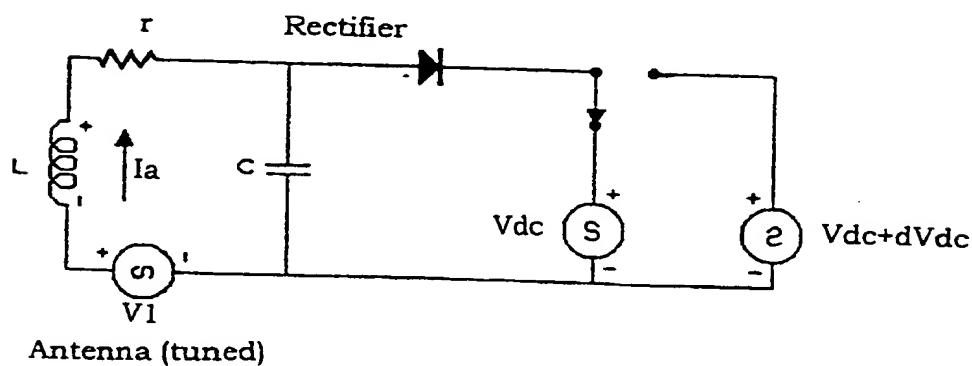 r
Rectifier
L
Ia
C
Vdc
S
S
Vdc+dVdc
S
V1
Antenna (tuned)